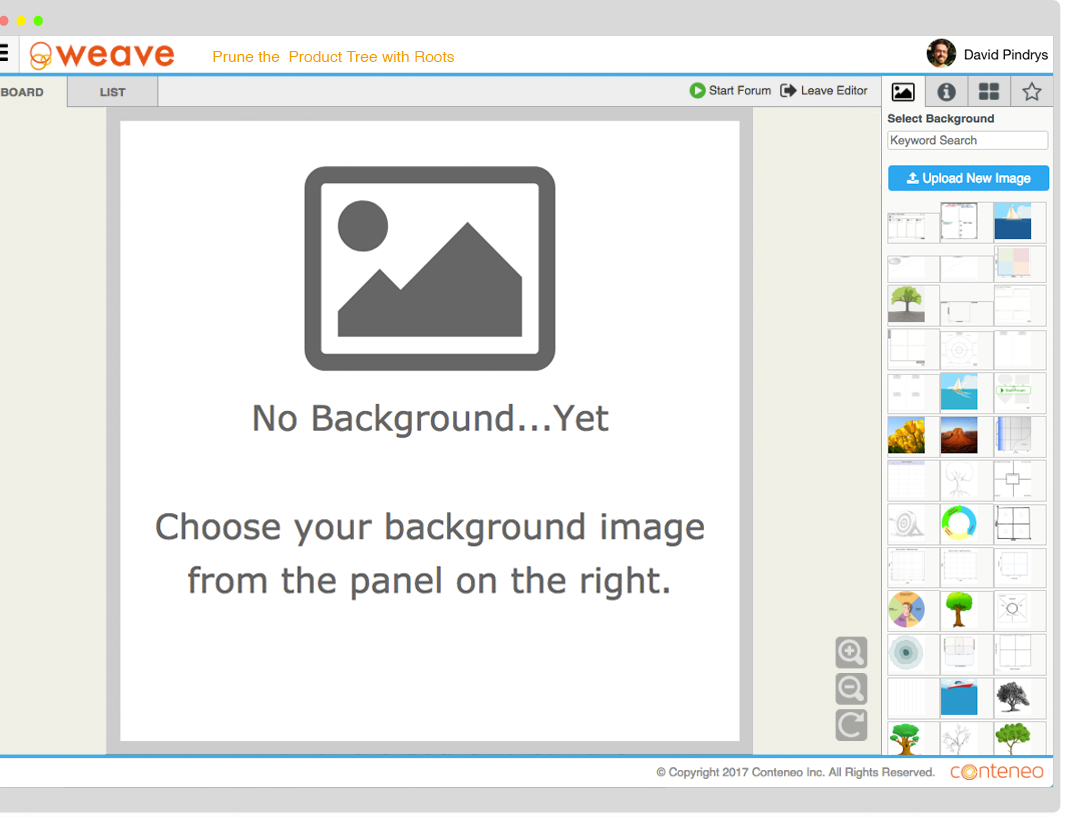 weave
Prune the  Product Tree with Roots
David Pindrys
BOARD
LIST
Start Forum
Leave Editor
Select Background
Keyword Search
Upload New Image
No Background...Yet
Choose your background image
from the panel on the right.
© Copyright 2017 Conteneo Inc. All Rights Reserved.
conteneo